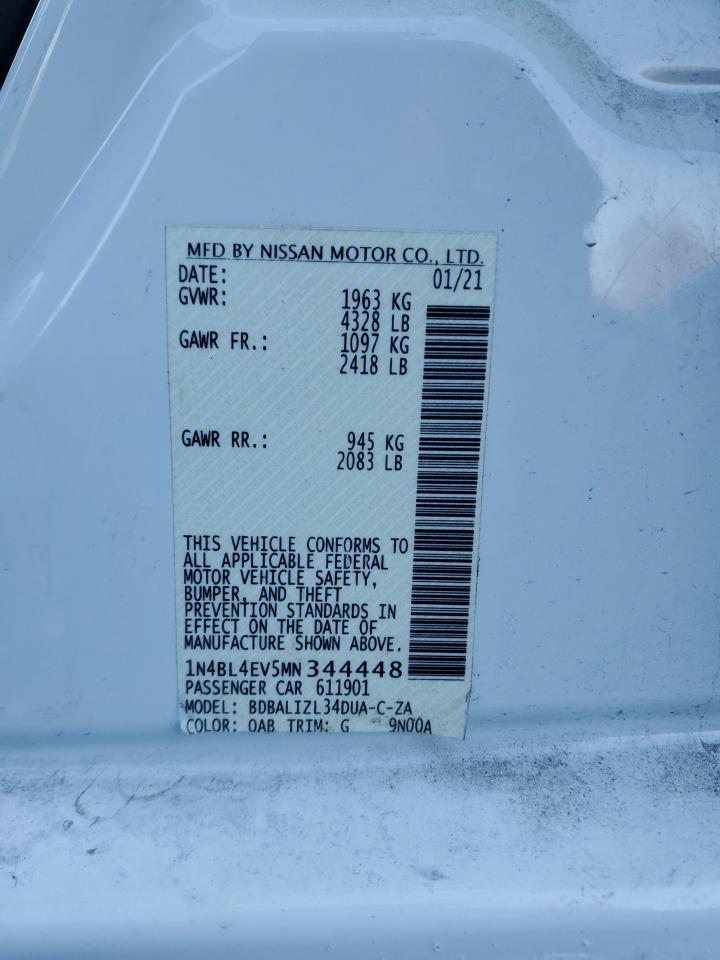 MFD BY NISSAN MOTOR CO., LTD.
DATE: 01/21
GVWR: 1963 KG
4328 LB
GAWR FR.: 1097 KG
2418 LB
GAWR RR.: 945 KG
2083 LB
THIS VEHICLE CONFORMS TO
ALL APPLICABLE FEDERAL
MOTOR VEHICLE SAFETY,
BUMPER, AND THEFT
PREVENTION STANDARDS IN
EFFECT ON THE DATE OF
MANUFACTURE SHOWN ABOVE.
1N4BL4EV5MN344448
PASSENGER CAR 611901
MODEL: BDBALIZL34DUA-C-ZA
COLOR: QAB TRIM: G 9N00A